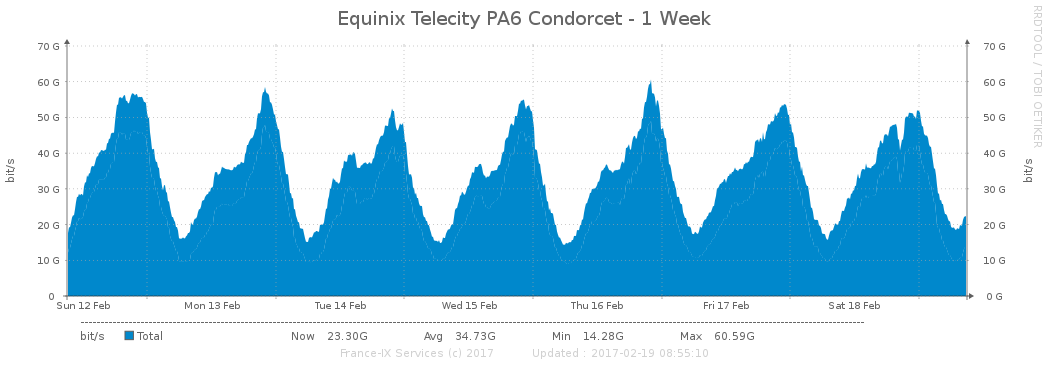 Equinix Telecity PA6 Condorcet - 1 Week
RRDTOOL / TOBI OETIKER
70 G 70 G
60 G 60 G
50 G 50 G
40 G 40 G
30 G 30 G
20 G 20 G
10 G 10 G
0 0 G
bit/s bit/s
Sun 12 Feb Mon 13 Feb Tue 14 Feb Wed 15 Feb Thu 16 Feb Fri 17 Feb Sat 18 Feb
bit/s Total Now 23.30G Avg 34.73G Min 14.28G Max 60.59G
France-IX Services (c) 2017 Updated : 2017-02-19 08:55:10